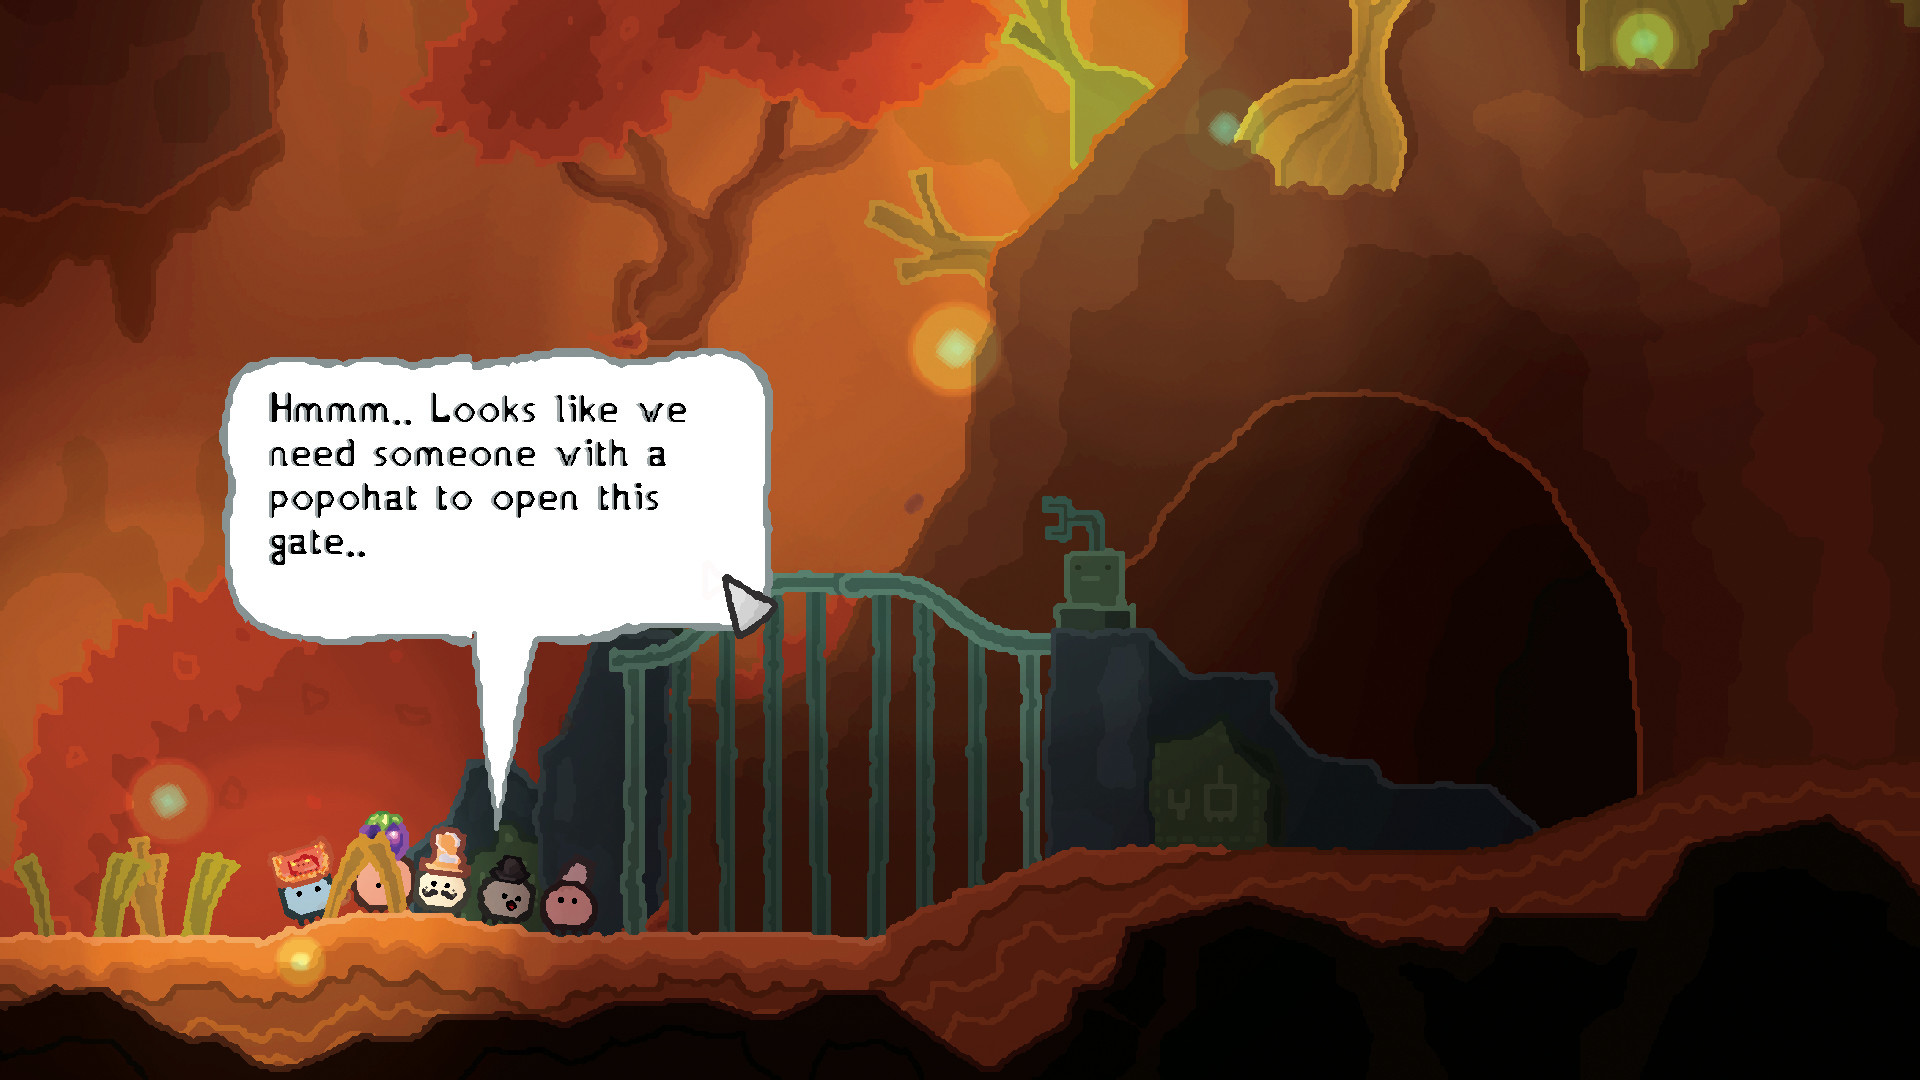 Hmmm.. Looks like we
need someone with a
popohat to open this
gate..